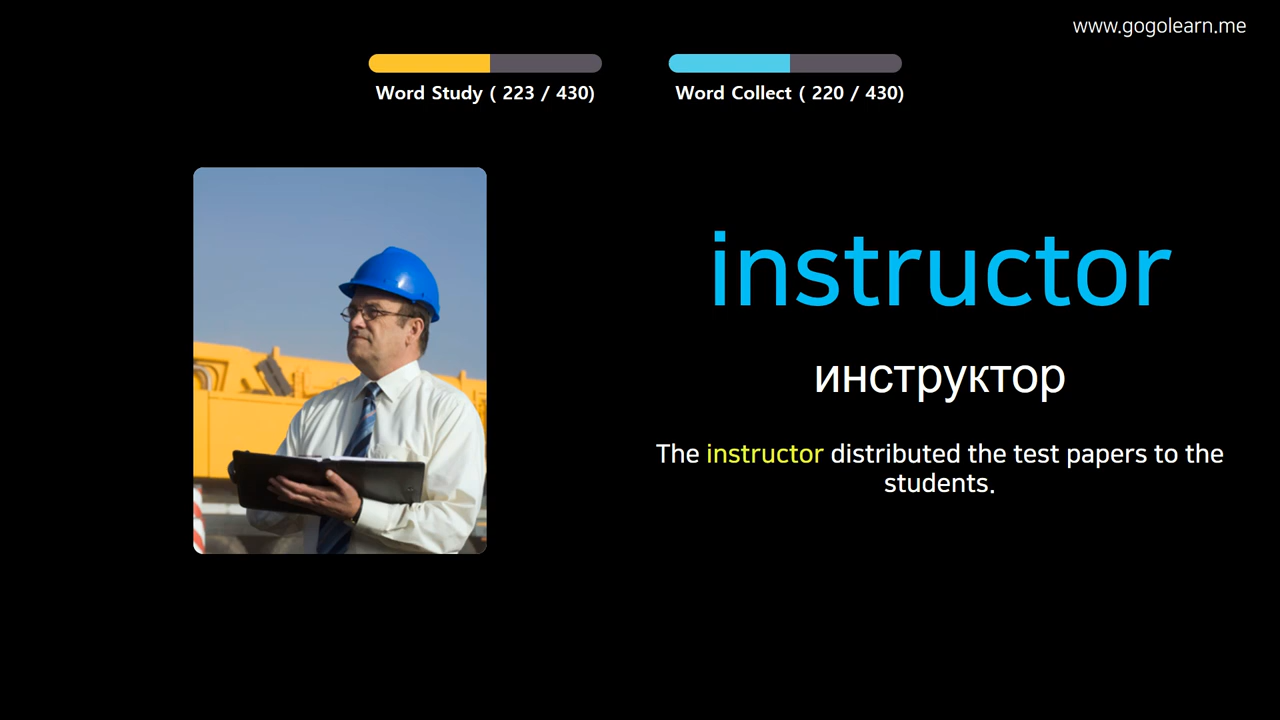 www.gogolearn.me
Word Study ( 223 / 430)
Word Collect ( 220 / 430)
instructor
инструктор
The instructor distributed the test papers to the
students.